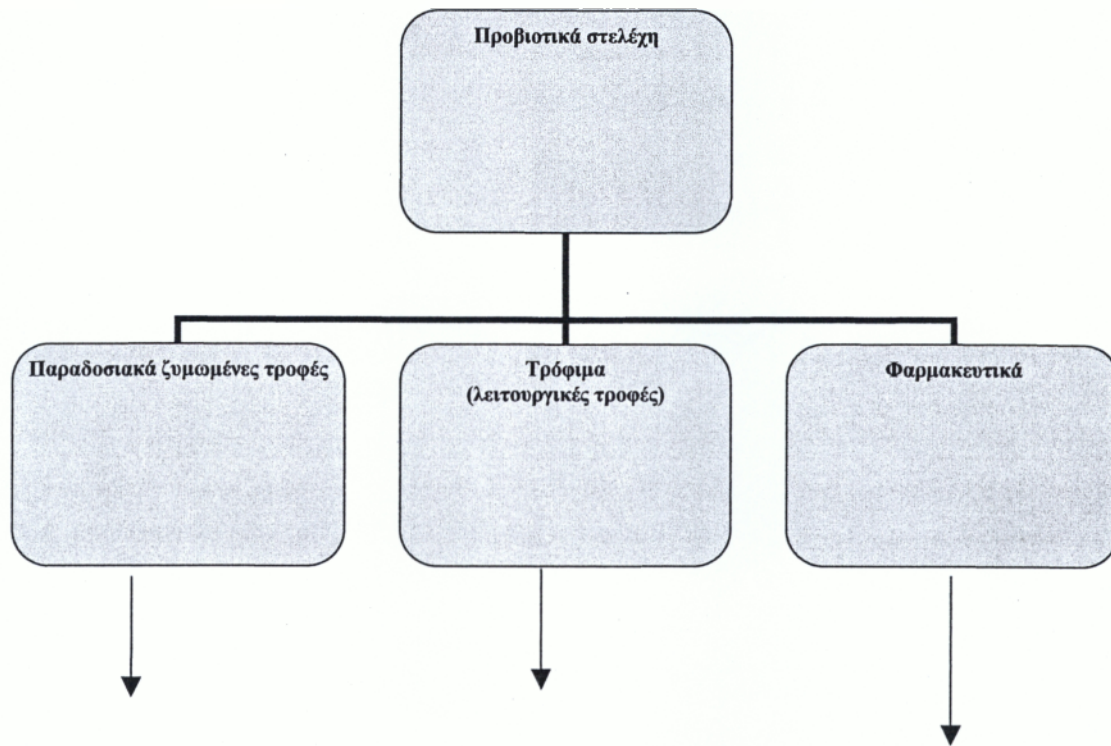 Προβιοτικά στελέχη
Παραδοσιακά ζυμωμένες τροφές
Τρόφιμα
(λειτουργικές τροφές)
Φαρμακευτικά